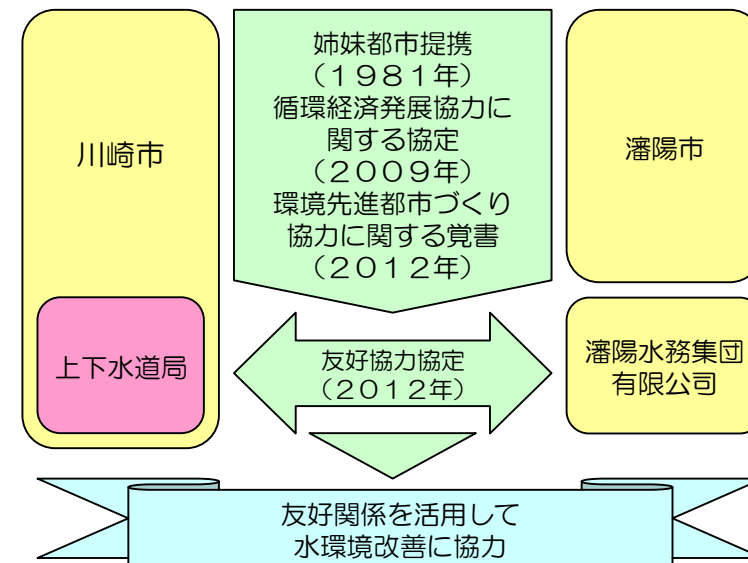 川崎市
上下水道局
姉妹都市提携
（１９８１年）
循環経済発展協力に
関する協定
（２００９年）
環境先進都市づくり
協力に関する覚書
（２０１２年）
瀋陽市
友好協力協定
（２０１２年）
瀋陽水務集団
有限公司
友好関係を活用して
水環境改善に協力